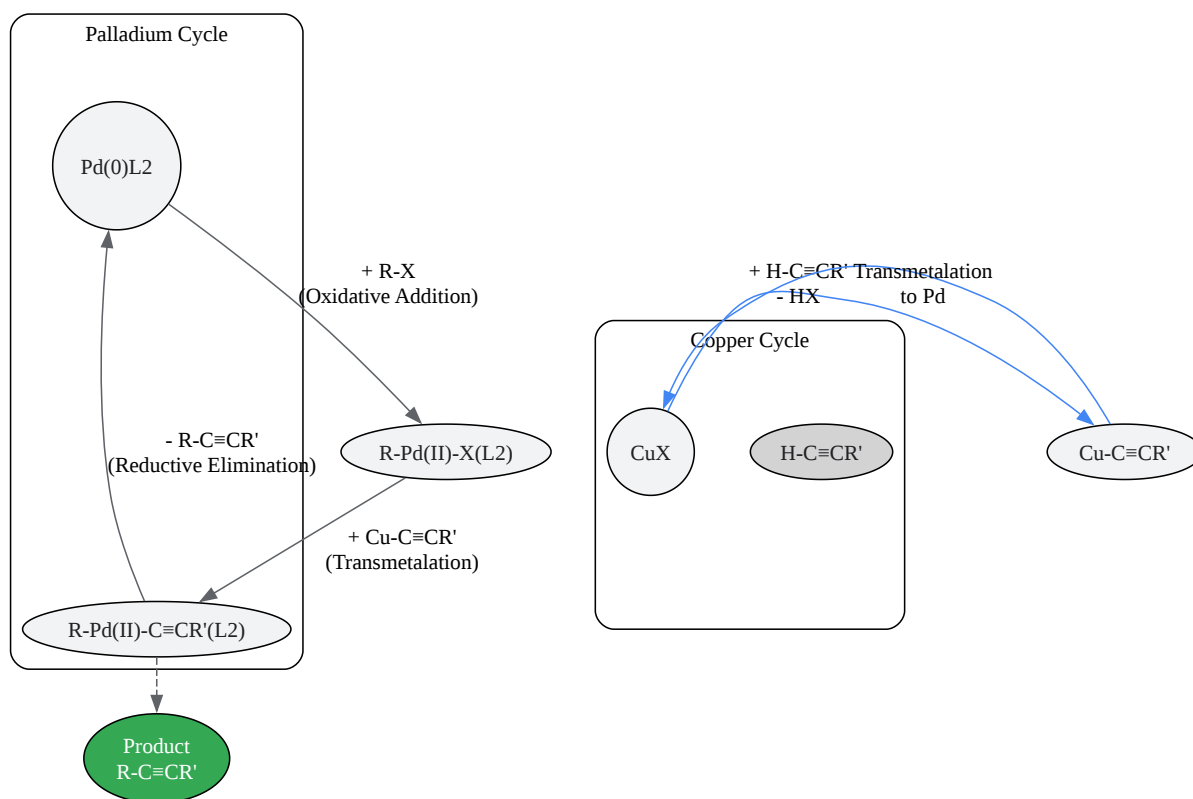 Palladium Cycle
Pd(0)L2
+ R-X
(Oxidative Addition)
- R-C≡CR'
(Reductive Elimination)
R-Pd(II)-X(L2)
+ Cu-C≡CR'
(Transmetalation)
R-Pd(II)-C≡CR'(L2)
Product
R-C≡CR'
+ H-C≡CR'
- HX
Transmetalation
to Pd
Copper Cycle
CuX
H-C≡CR'
Cu-C≡CR'